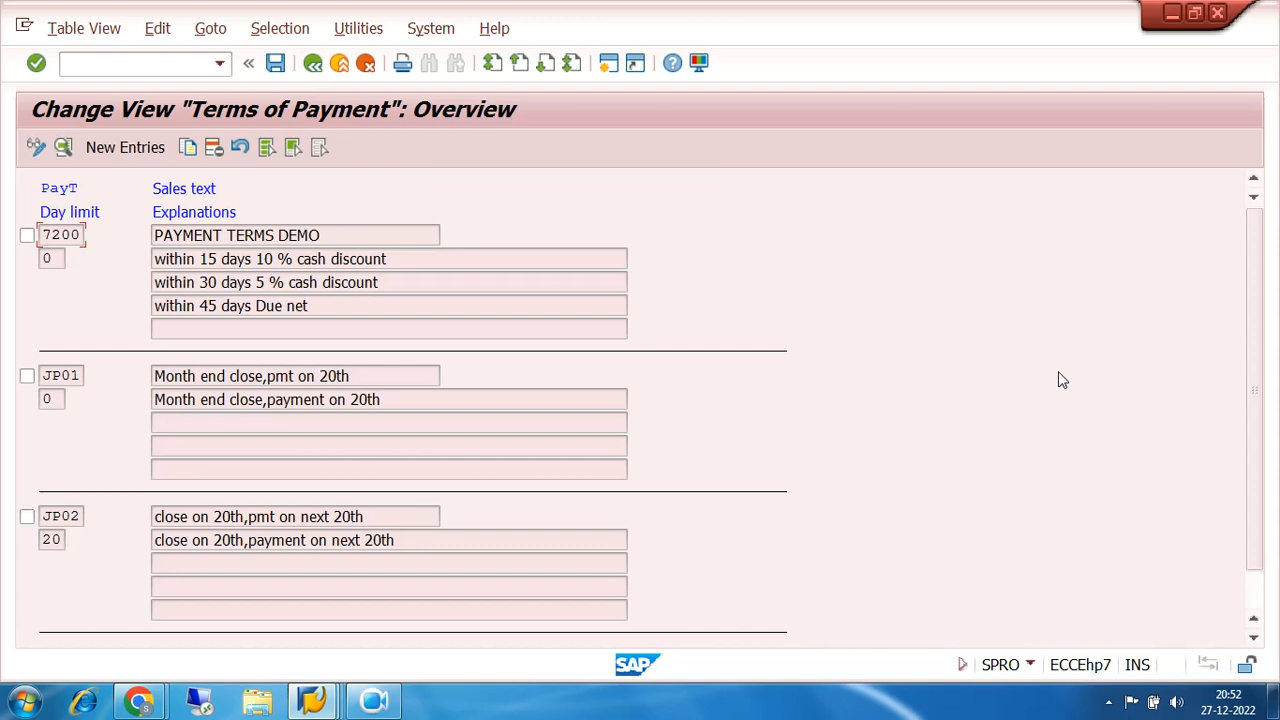 Table View Edit Goto Selection Utilities System Help
Change View "Terms of Payment": Overview
New Entries
PayT Sales text
Day limit Explanations
7200 PAYMENT TERMS DEMO
0 within 15 days 10 % cash discount
within 30 days 5 % cash discount
within 45 days Due net
JP01 Month end close,pmt on 20th
0 Month end close,payment on 20th
JP02 close on 20th,pmt on next 20th
20 close on 20th,payment on next 20th
SAP SPRO ECCEhp7 INS
20:52
27-12-2022